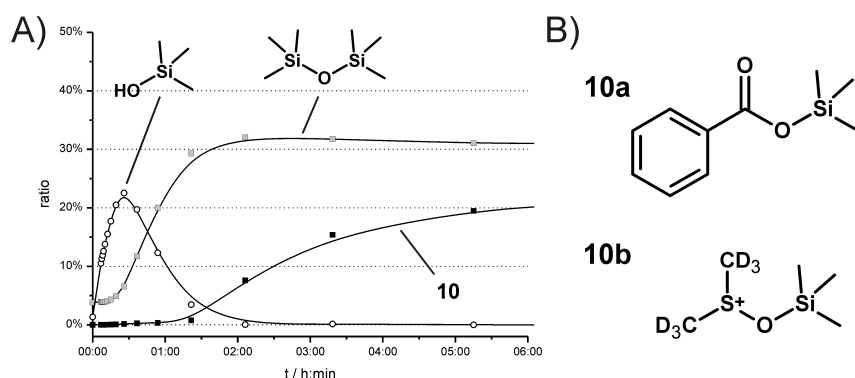 A)
B)
50%
40%
30%
20%
10%
0%
ratio
00:00 01:00 02:00 03:00 04:00 05:00 06:00
t / h:min
HO Si
Si O Si
10
10a
O
O Si
10b
CD3
S+
D3C O Si